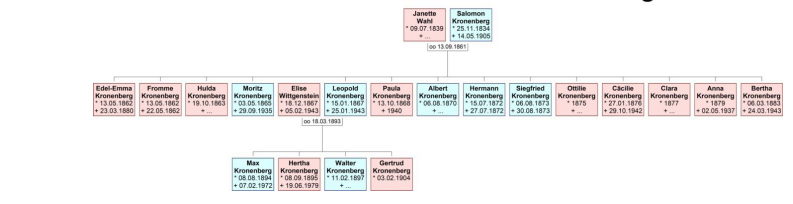 Janette
Wahl
* 09.07.1839
+ ...
Salomon
Kronenberg
* 25.11.1834
+ 14.05.1905
oo 13.09.1861
Edel-Emma
Kronenberg
* 13.05.1862
+ 23.03.1880
Fromme
Kronenberg
* 13.05.1862
+ 22.05.1862
Hulda
Kronenberg
* 19.10.1863
+ ...
Moritz
Kronenberg
* 03.05.1865
+ 29.09.1935
Elise
Wittgenstein
* 18.12.1867
+ 05.02.1943
Leopold
Kronenberg
* 15.01.1867
+ 25.01.1943
Paula
Kronenberg
* 13.10.1868
+ 1940
Albert
Kronenberg
* 06.08.1870
+ ...
Hermann
Kronenberg
* 15.07.1872
+ 27.07.1872
Siegfried
Kronenberg
* 06.08.1873
+ 30.08.1873
Ottilie
Kronenberg
* 1875
+ ...
Cäcilie
Kronenberg
* 27.01.1876
+ 29.10.1942
Clara
Kronenberg
* 1877
+ ...
Anna
Kronenberg
* 1879
+ 02.05.1937
Bertha
Kronenberg
* 06.03.1883
+ 24.03.1943
oo 18.03.1893
Max
Kronenberg
* 08.08.1894
+ 07.02.1972
Hertha
Kronenberg
* 08.09.1895
+ 19.06.1979
Walter
Kronenberg
* 11.02.1897
+ ...
Gertrud
Kronenberg
* 03.02.1904